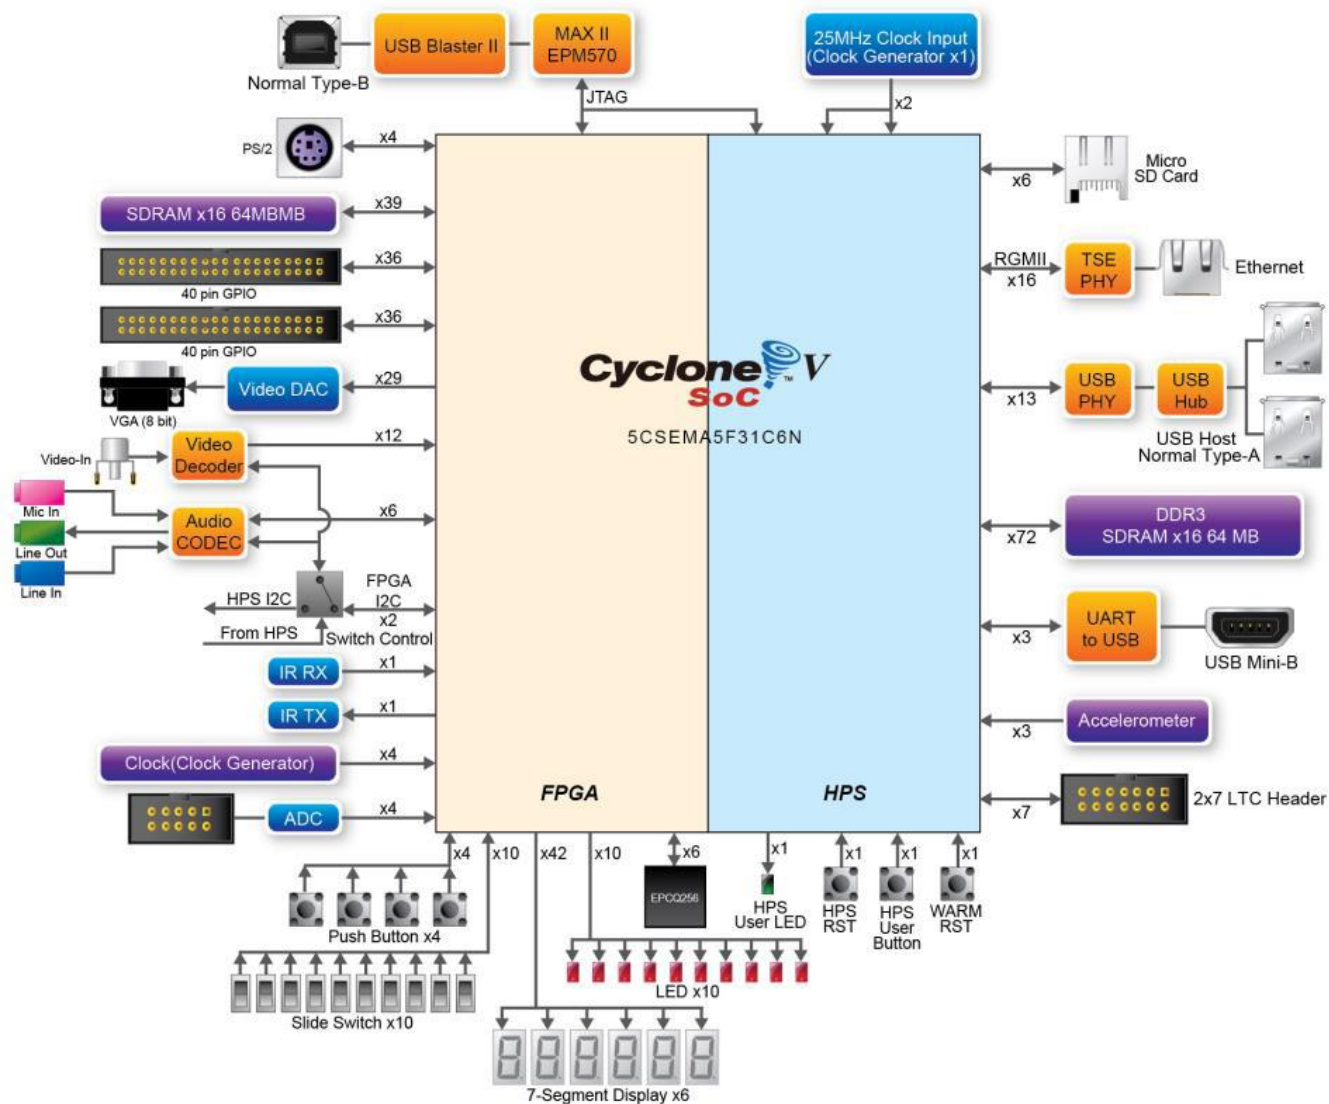 Normal Type-B
USB Blaster II
MAX II
EPM570
JTAG
25MHz Clock Input
(Clock Generator x1)
x2
PS/2
x4
SDRAM x16 64MBMB
x39
x36
40 pin GPIO
x36
40 pin GPIO
VGA (8 bit)
Video DAC
x29
Video-In
Video
Decoder
x12
Mic In
Line Out
Line In
Audio
CODEC
x6
HPS I2C
From HPS
FPGA
I2C
x2
Switch Control
IR RX
x1
IR TX
x1
Clock(Clock Generator)
x4
ADC
x4
Cyclone V
TM
SoC
5CSEMA5F31C6N
FPGA
HPS
x6
Micro
SD Card
RGMII
x16
TSE
PHY
Ethernet
x13
USB
PHY
USB
Hub
USB Host
Normal Type-A
x72
DDR3
SDRAM x16 64 MB
x3
UART
to USB
USB Mini-B
x3
Accelerometer
x7
2x7 LTC Header
x4
x10
x42
x10
x6
x1
x1
x1
x1
Push Button x4
Slide Switch x10
EPCQ256
HPS
User LED
HPS
RST
HPS
User
Button
WARM
RST
LED x10
7-Segment Display x6